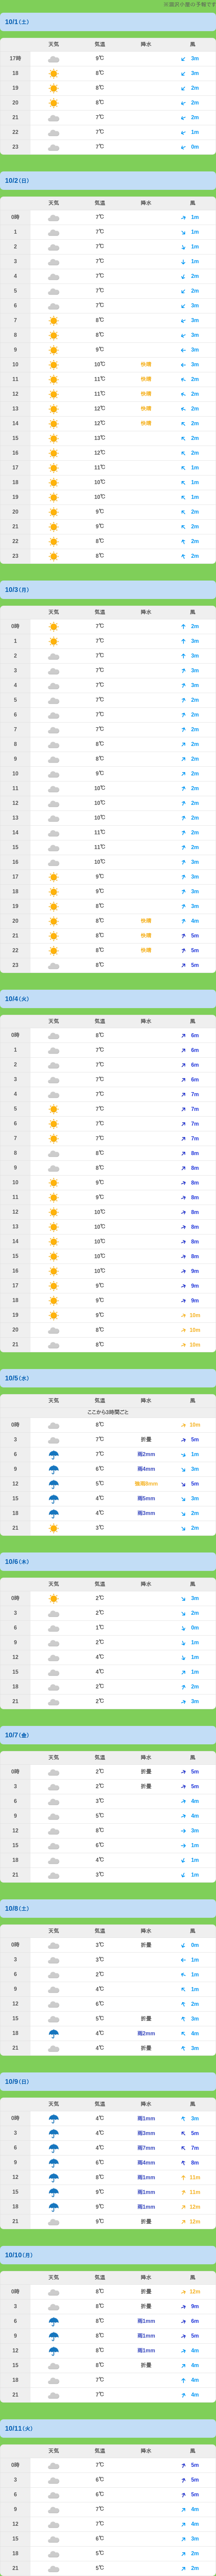 ※涸沢小屋の予報です
10/1(土)
天気 気温 降水 風
17時 9℃ 3m
18 8℃ 3m
19 8℃ 2m
20 8℃ 2m
21 7℃ 2m
22 7℃ 1m
23 7℃ 0m
10/2(日)
天気 気温 降水 風
0時 7℃ 1m
1 7℃ 1m
2 7℃ 1m
3 7℃ 1m
4 7℃ 2m
5 7℃ 2m
6 7℃ 3m
7 8℃ 3m
8 8℃ 3m
9 9℃ 3m
10 10℃ 快晴 3m
11 11℃ 快晴 2m
12 11℃ 快晴 2m
13 12℃ 快晴 2m
14 12℃ 快晴 2m
15 13℃ 2m
16 12℃ 2m
17 11℃ 1m
18 10℃ 1m
19 10℃ 1m
20 9℃ 2m
21 9℃ 2m
22 8℃ 2m
23 8℃ 2m
10/3(月)
天気 気温 降水 風
0時 7℃ 2m
1 7℃ 3m
2 7℃ 3m
3 7℃ 3m
4 7℃ 3m
5 7℃ 2m
6 7℃ 2m
7 7℃ 2m
8 8℃ 2m
9 8℃ 2m
10 9℃ 2m
11 10℃ 2m
12 10℃ 2m
13 10℃ 2m
14 11℃ 2m
15 11℃ 2m
16 10℃ 3m
17 9℃ 3m
18 9℃ 3m
19 8℃ 3m
20 8℃ 快晴 4m
21 8℃ 快晴 5m
22 8℃ 快晴 5m
23 8℃ 5m
10/4(火)
天気 気温 降水 風
0時 8℃ 6m
1 7℃ 6m
2 7℃ 6m
3 7℃ 6m
4 7℃ 7m
5 7℃ 7m
6 7℃ 7m
7 7℃ 7m
8 8℃ 8m
9 8℃ 8m
10 9℃ 8m
11 9℃ 8m
12 10℃ 8m
13 10℃ 8m
14 10℃ 8m
15 10℃ 8m
16 10℃ 9m
17 9℃ 9m
18 9℃ 9m
19 9℃ 10m
20 8℃ 10m
21 8℃ 10m
10/5(水)
天気 気温 降水 風
ここから3時間ごと
0時 8℃ 10m
3 7℃ 折畳 5m
6 7℃ 雨2mm 1m
9 6℃ 雨4mm 3m
12 5℃ 強雨8mm 5m
15 4℃ 雨5mm 3m
18 4℃ 雨3mm 2m
21 3℃ 2m
10/6(木)
天気 気温 降水 風
0時 2℃ 3m
3 2℃ 2m
6 1℃ 0m
9 2℃ 1m
12 4℃ 1m
15 4℃ 1m
18 2℃ 2m
21 2℃ 3m
10/7(金)
天気 気温 降水 風
0時 2℃ 折畳 5m
3 2℃ 折畳 5m
6 3℃ 4m
9 5℃ 4m
12 8℃ 3m
15 6℃ 1m
18 4℃ 1m
21 3℃ 1m
10/8(土)
天気 気温 降水 風
0時 3℃ 折畳 0m
3 3℃ 1m
6 2℃ 1m
9 4℃ 1m
12 6℃ 2m
15 5℃ 折畳 3m
18 4℃ 雨2mm 4m
21 4℃ 折畳 3m
10/9(日)
天気 気温 降水 風
0時 4℃ 雨1mm 3m
3 4℃ 雨3mm 5m
6 4℃ 雨7mm 7m
9 6℃ 雨4mm 8m
12 8℃ 雨1mm 11m
15 9℃ 雨1mm 11m
18 9℃ 雨1mm 12m
21 9℃ 折畳 12m
10/10(月)
天気 気温 降水 風
0時 8℃ 折畳 12m
3 8℃ 折畳 9m
6 8℃ 雨1mm 6m
9 8℃ 雨1mm 5m
12 8℃ 雨1mm 4m
15 8℃ 折畳 4m
18 7℃ 4m
21 7℃ 4m
10/11(火)
天気 気温 降水 風
0時 7℃ 5m
3 6℃ 5m
6 6℃ 5m
9 7℃ 4m
12 7℃ 4m
15 6℃ 3m
18 5℃ 2m
21 5℃ 2m